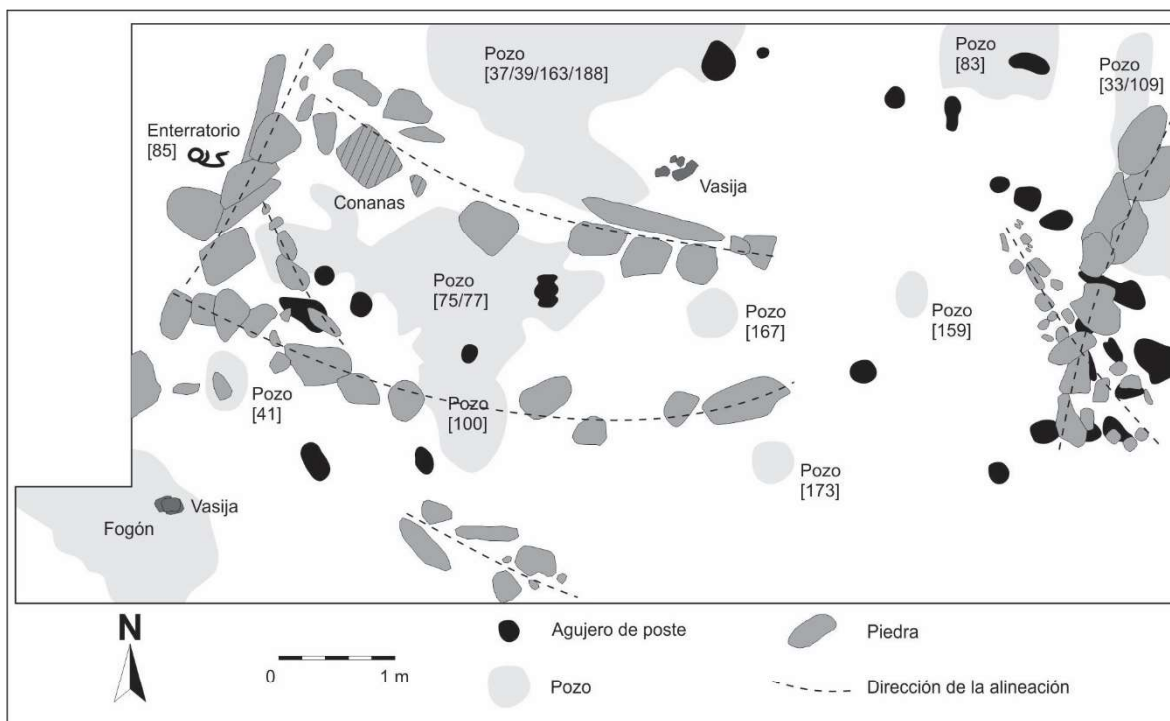 Pozo
[37/39/163/188]
Pozo
[83]
Pozo
[33/109]
Enterratorio
[85]
Vasija
Conanas
Pozo
[75/77]
Pozo
[167]
Pozo
[159]
Pozo
[41]
Pozo
[100]
Pozo
[173]
Vasija
Fogón
N
0
1 m
Agujero de poste
Piedra
Pozo
Dirección de la alineación